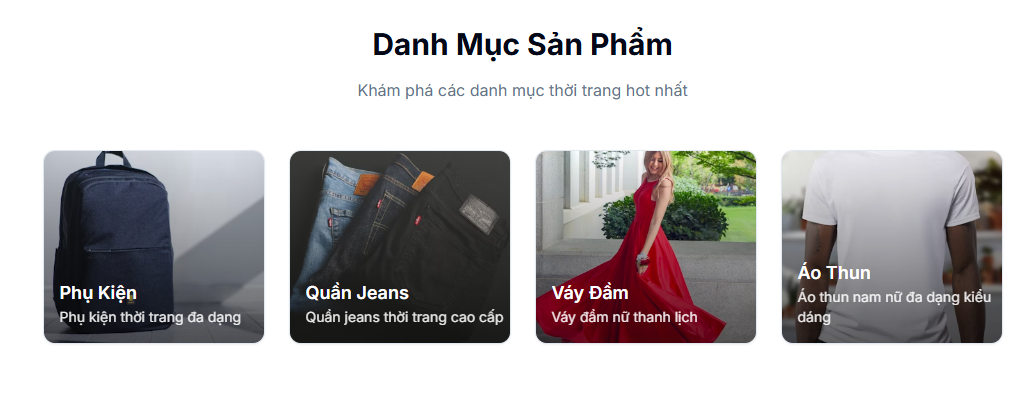 Danh Mục Sản Phẩm
Khám phá các danh mục thời trang hot nhất
Phụ Kiện
Phụ kiện thời trang đa dạng
Quần Jeans
Quần jeans thời trang cao cấp
Váy Đầm
Váy đầm nữ thanh lịch
Áo Thun
Áo thun nam nữ đa dạng kiểu
dáng